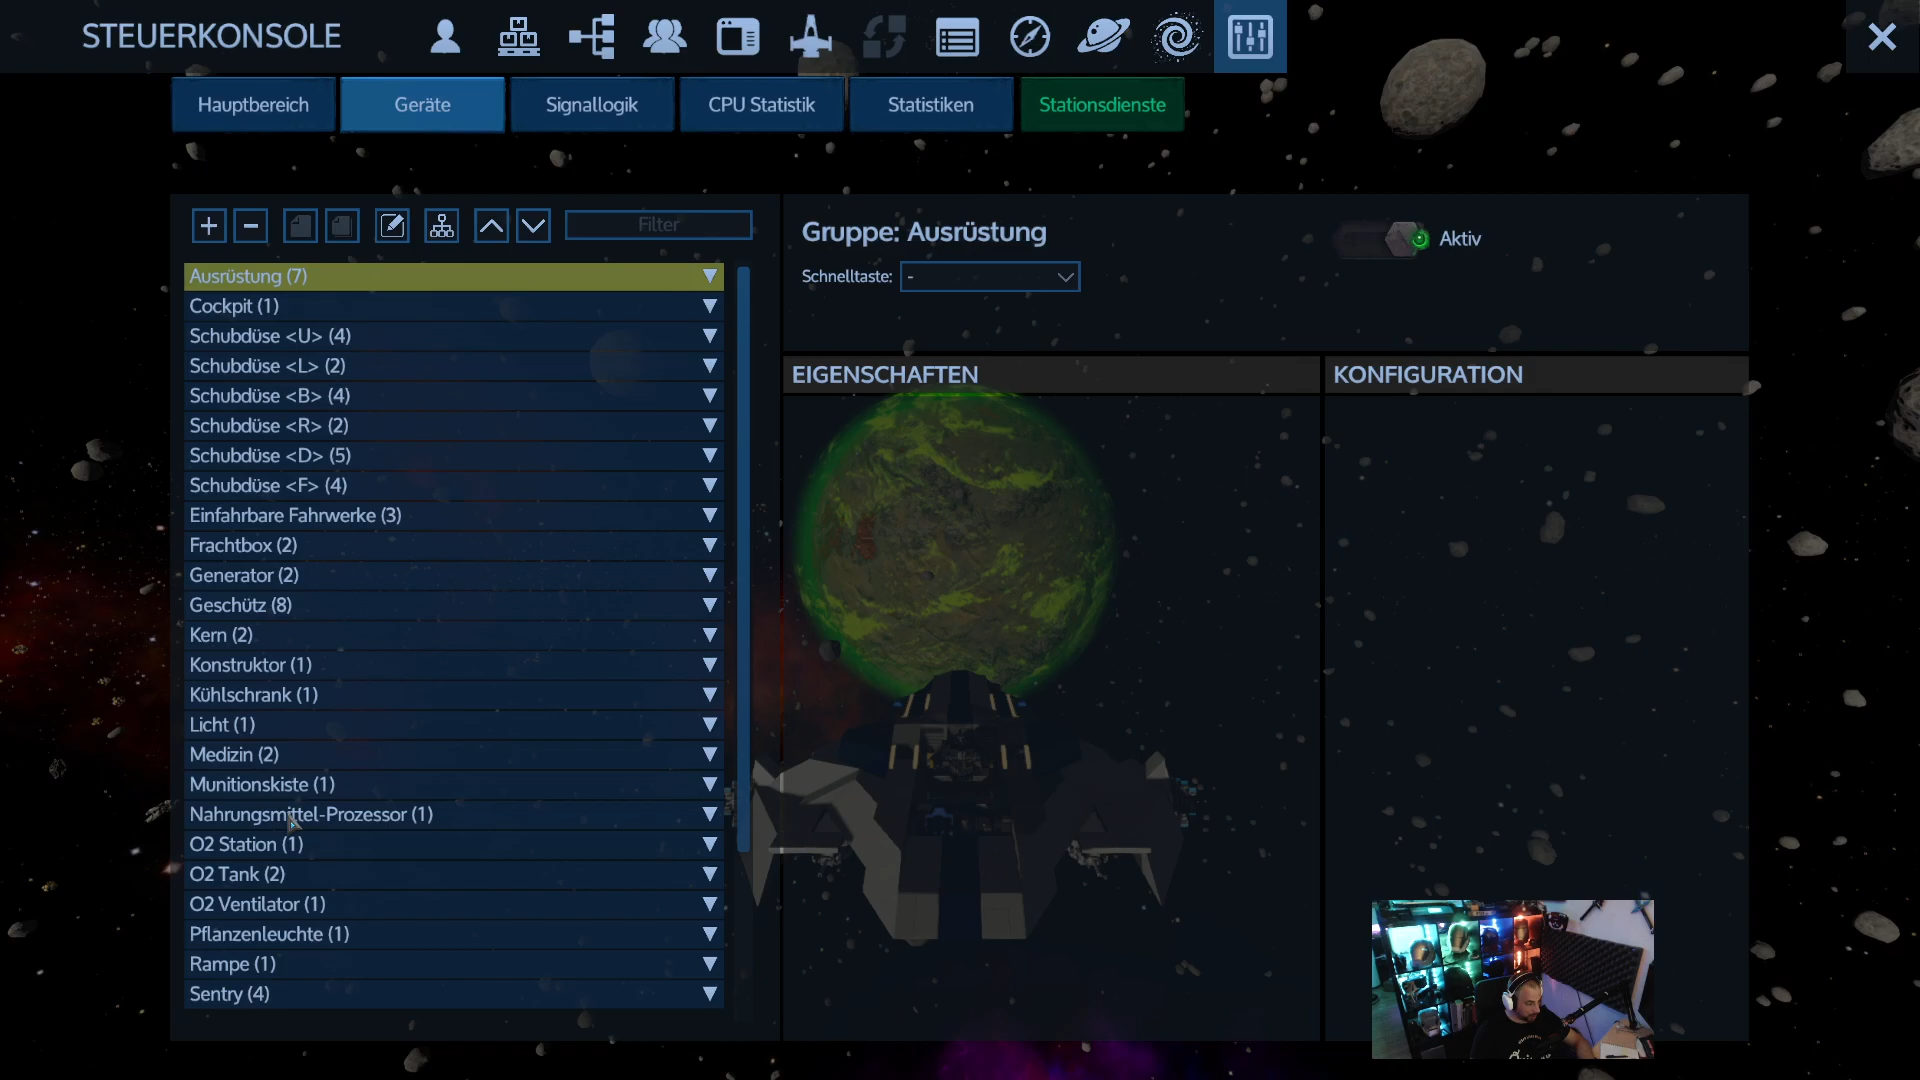 STEUERKONSOLE
Hauptbereich
Geräte
Signallogik
CPU Statistik
Statistiken
Stationsdienste
Filter
Ausrüstung (7)
Cockpit (1)
Schubdüse <U> (4)
Schubdüse <L> (2)
Schubdüse <B> (4)
Schubdüse <R> (2)
Schubdüse <D> (5)
Schubdüse <F> (4)
Einfahrbare Fahrwerke (3)
Frachtbox (2)
Generator (2)
Geschütz (8)
Kern (2)
Konstruktor (1)
Kühlschrank (1)
Licht (1)
Medizin (2)
Munitionskiste (1)
Nahrungsmittel-Prozessor (1)
O2 Station (1)
O2 Tank (2)
O2 Ventilator (1)
Pflanzenleuchte (1)
Rampe (1)
Sentry (4)
Gruppe: Ausrüstung
Aktiv
Schnelltaste: -
EIGENSCHAFTEN
KONFIGURATION